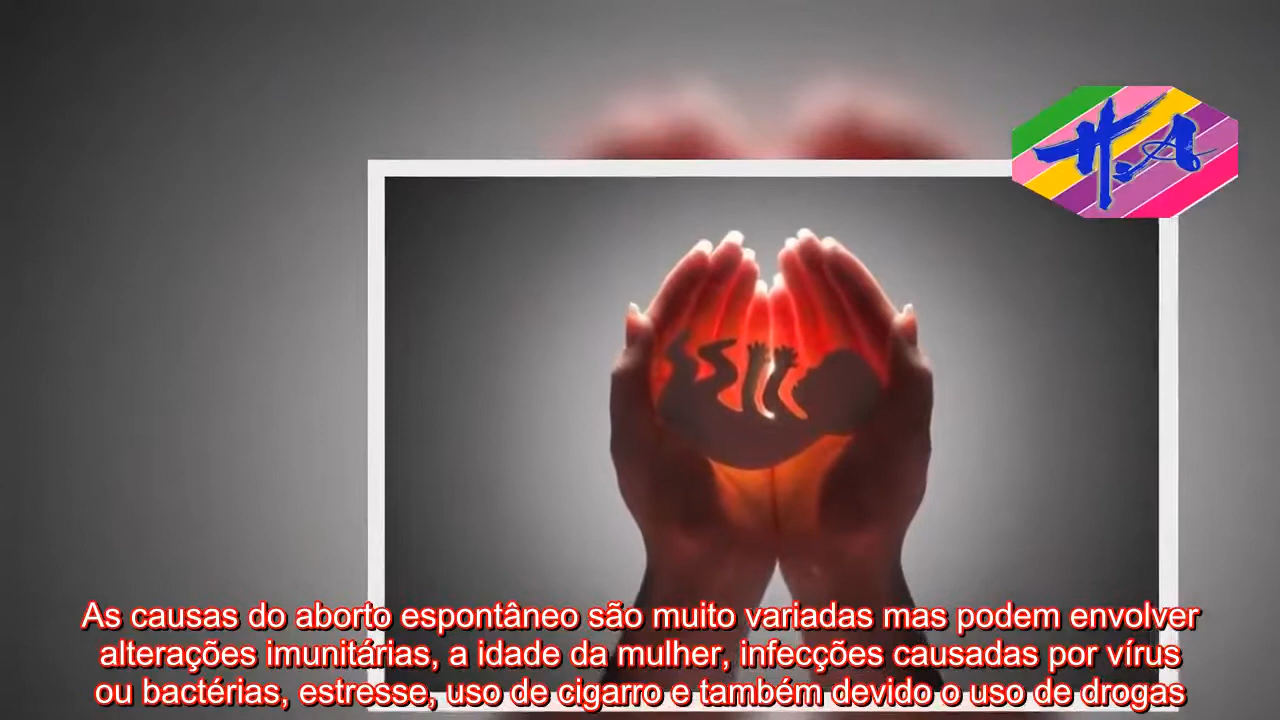 H.A
As causas do aborto espontâneo são muito variadas mas podem envolver
alterações imunitárias, a idade da mulher, infecções causadas por vírus
ou bactérias, estresse, uso de cigarro e também devido o uso de drogas